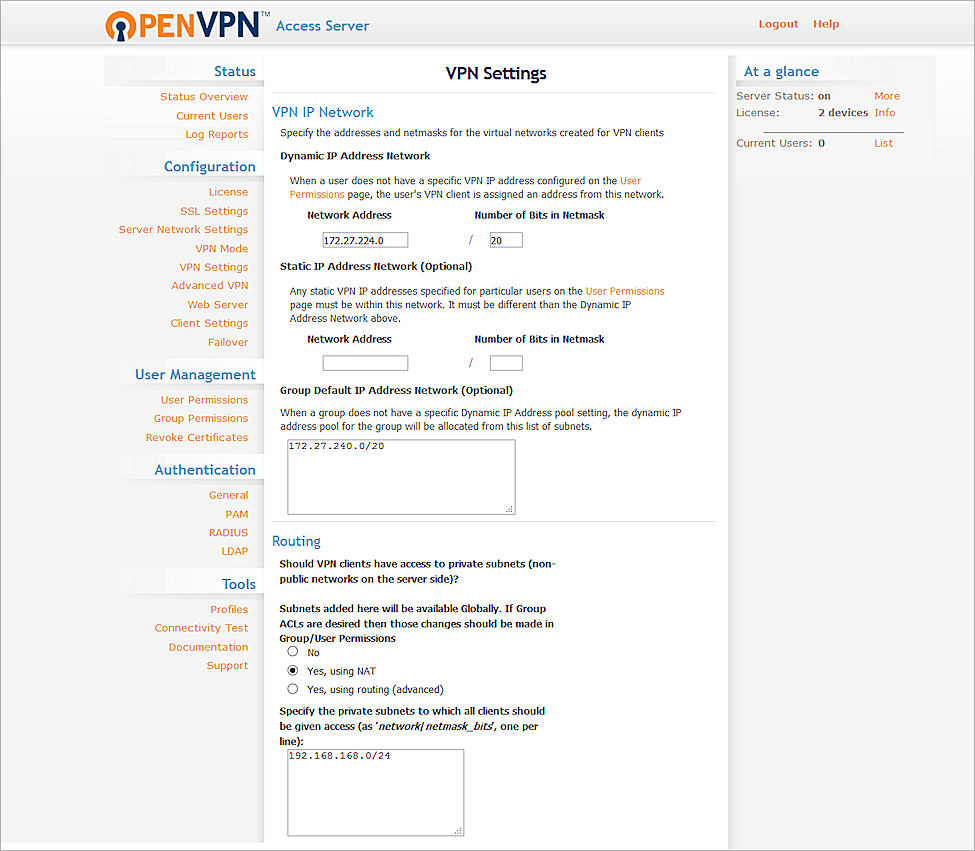 OPENVPN™ Access Server
Logout Help
Status
Status Overview
Current Users
Log Reports
Configuration
License
SSL Settings
Server Network Settings
VPN Mode
VPN Settings
Advanced VPN
Web Server
Client Settings
Failover
User Management
User Permissions
Group Permissions
Revoke Certificates
Authentication
General
PAM
RADIUS
LDAP
Tools
Profiles
Connectivity Test
Documentation
Support
VPN Settings
VPN IP Network
Specify the addresses and netmasks for the virtual networks created for VPN clients
Dynamic IP Address Network
When a user does not have a specific VPN IP address configured on the User
Permissions page, the user's VPN client is assigned an address from this network.
Network Address Number of Bits in Netmask
172.27.224.0 / 20
Static IP Address Network (Optional)
Any static VPN IP addresses specified for particular users on the User Permissions
page must be within this network. It must be different than the Dynamic IP
Address Network above.
Network Address Number of Bits in Netmask
/
Group Default IP Address Network (Optional)
When a group does not have a specific Dynamic IP Address pool setting, the dynamic IP
address pool for the group will be allocated from this list of subnets.
172.27.240.0/20
Routing
Should VPN clients have access to private subnets (non-
public networks on the server side)?
Subnets added here will be available Globally. If Group
ACLs are desired then those changes should be made in
Group/User Permissions
No
Yes, using NAT
Yes, using routing (advanced)
Specify the private subnets to which all clients should
be given access (as 'network/netmask_bits', one per
line):
192.168.168.0/24
At a glance
Server Status: on More
License: 2 devices Info
Current Users: 0 List